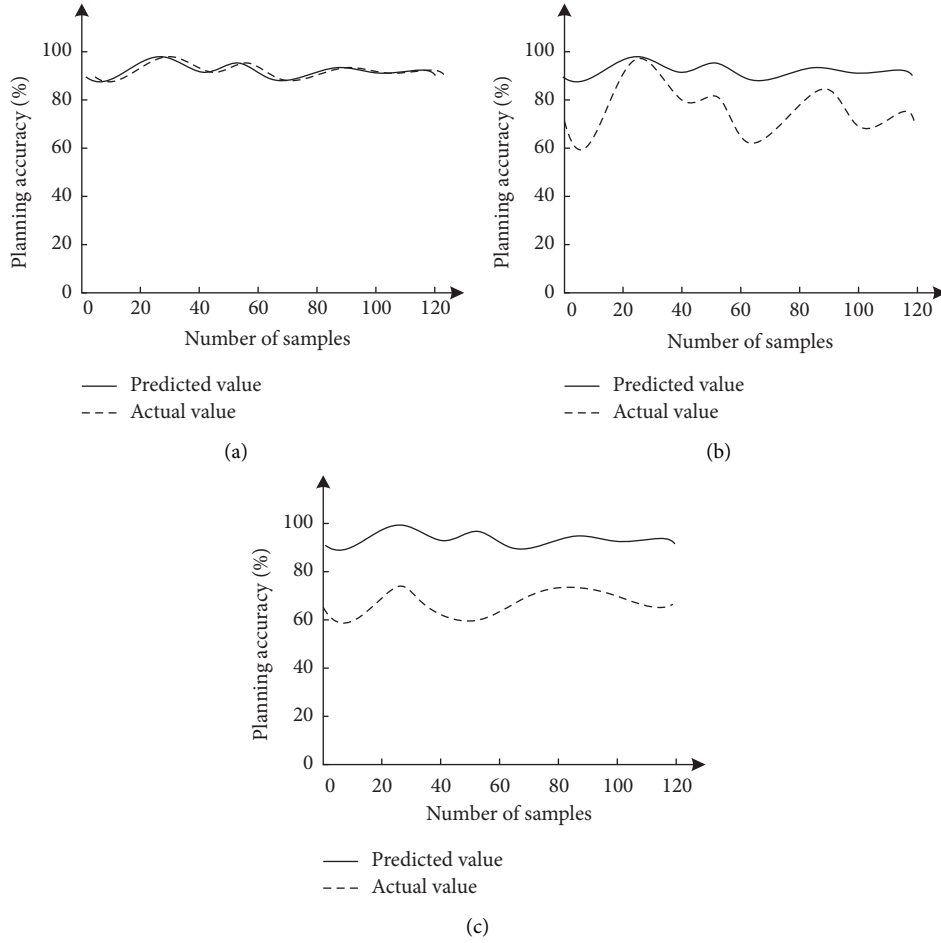 Planning accuracy (%)
100
80
60
40
20
0
0 20 40 60 80 100 120
Number of samples
Predicted value
Actual value
(a)
Planning accuracy (%)
100
80
60
40
20
0
0 20 40 60 80 100 120
Number of samples
Predicted value
Actual value
(b)
Planning accuracy (%)
100
80
60
40
20
0
0 20 40 60 80 100 120
Number of samples
Predicted value
Actual value
(c)